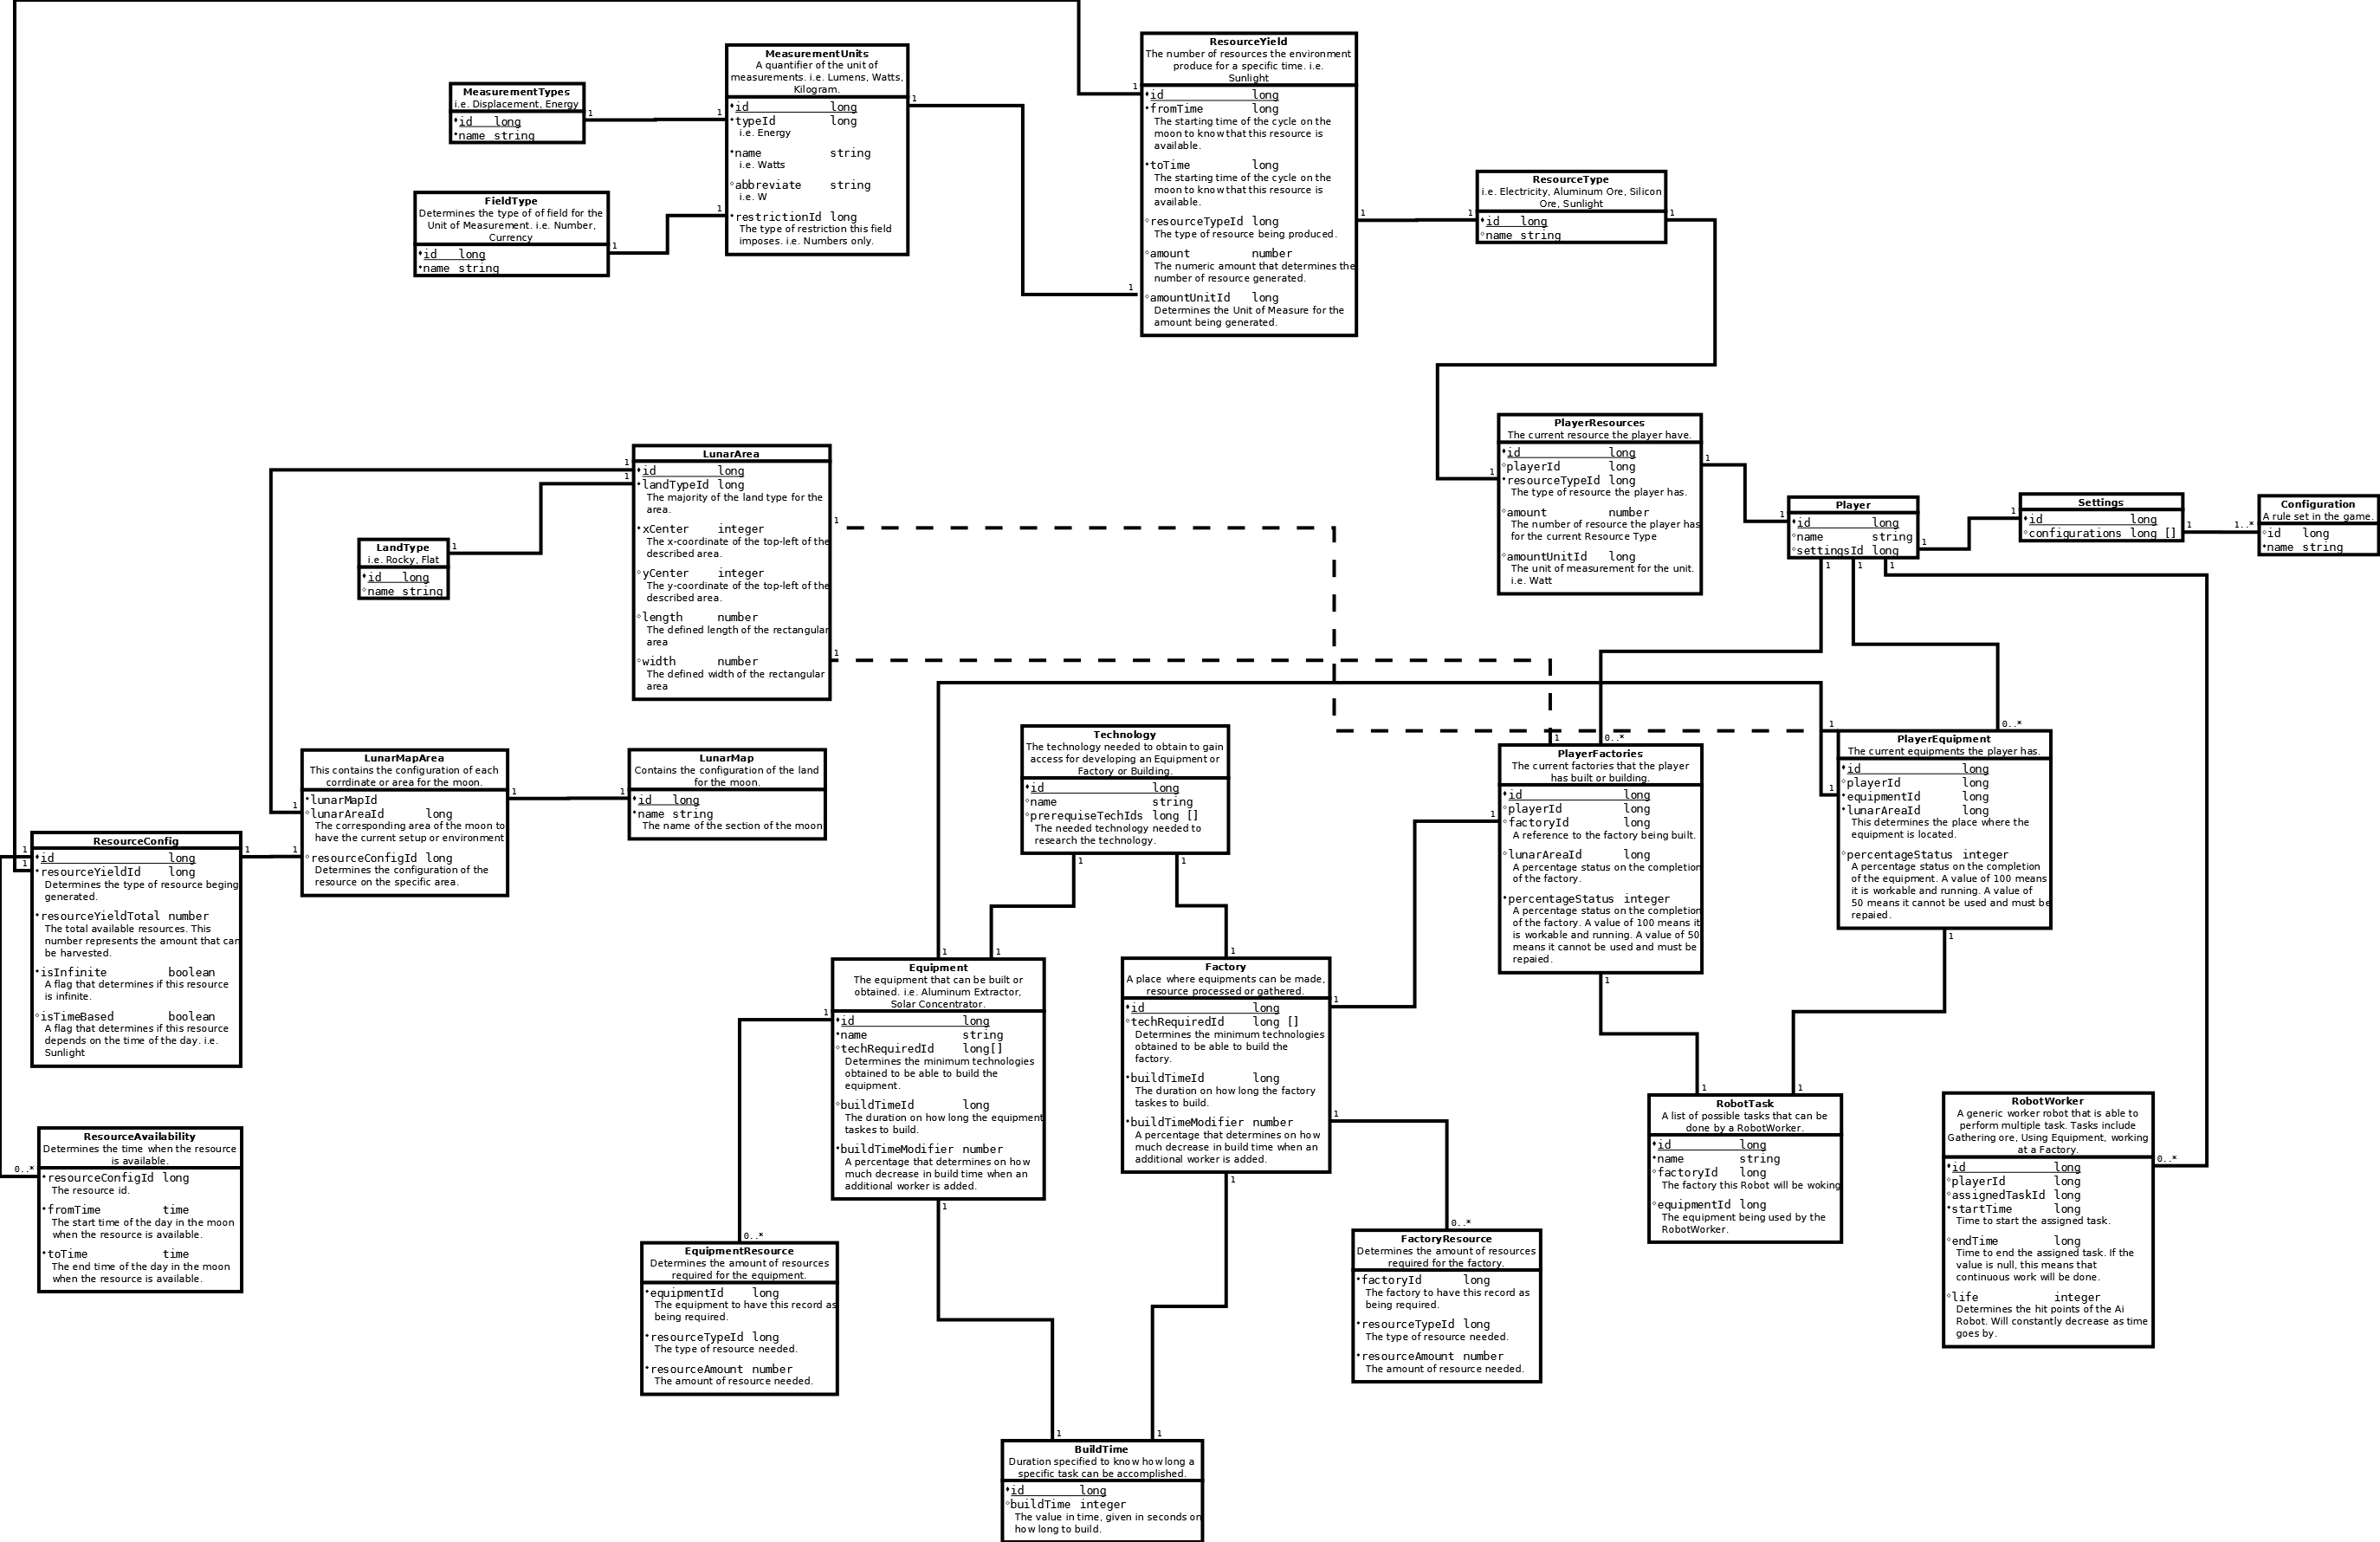 MeasurementTypes
i.e. Displacement, Energy
id long
name string
1
1
FieldType
Determines the type of of field for the
Unit of Measurement. i.e. Number,
Currency
id long
name string
1
1
MeasurementUnits
A quantifier of the unit of
measurements. i.e. Lumens, Watts,
Kilogram.
id long
typeId long
i.e. Energy
name string
i.e. Watts
abbreviate string
i.e. W
restrictionId long
The type of restriction this field
imposes. i.e. Numbers only.
1
1
ResourceYield
The number of resources the environment
produce for a specific time. i.e.
Sunlight
id long
fromTime long
The starting time of the cycle on the
moon to know that this resource is
available.
toTime long
The starting time of the cycle on the
moon to know that this resource is
available.
resourceTypeId long
The type of resource being produced.
amount number
The numeric amount that determines the
number of resource generated.
amountUnitId long
Determines the Unit of Measure for the
amount being generated.
1
1
1
ResourceType
i.e. Electricity, Aluminum Ore, Silicon
Ore, Sunlight
id long
name string
1
1
PlayerResources
The current resource the player have.
id long
playerId long
resourceTypeId long
The type of resource the player has.
amount number
The number of resource the player has
for the current Resource Type
amountUnitId long
The unit of measurement for the unit.
i.e. Watt
1
1
Player
id long
name string
settingsId long
1
1
1
1
1
Settings
id long
configurations long []
1
1..*
Configuration
A rule set in the game.
id long
name string
LunarArea
id long
landTypeId long
The majority of the land type for the
area.
xCenter integer
The x-coordinate of the top-left of the
described area.
yCenter integer
The y-coordinate of the top-left of the
described area.
length number
The defined length of the rectangular
area
width number
The defined width of the rectangular
area
1
1
1
1
LandType
i.e. Rocky, Flat
id long
name string
1
LunarMapArea
This contains the configuration of each
corrdinate or area for the moon.
lunarMapId
lunarAreaId long
The corresponding area of the moon to
have the current setup or environment
resourceConfigId long
Determines the configuration of the
resource on the specific area.
1
1
1
LunarMap
Contains the configuration of the land
for the moon.
id long
name string
The name of the section of the moon
1
Technology
The technology needed to obtain to gain
access for developing an Equipment or
Factory or Building.
id long
name string
prerequiseTechIds long []
The needed technology needed to
research the technology.
1
1
PlayerFactories
The current factories that the player
has built or building.
id long
playerId long
factoryId long
A reference to the factory being built.
lunarAreaId long
A percentage status on the completion
of the factory.
percentageStatus integer
A percentage status on the completion
of the factory. A value of 100 means it
is workable and running. A value of 50
means it cannot be used and must be
repaied.
1
0..*
1
1
PlayerEquipment
The current equipments the player has.
id long
playerId long
equipmentId long
lunarAreaId long
This determines the place where the
equipment is located.
percentageStatus integer
A percentage status on the completion
of the equipment. A value of 100 means
it is workable and running. A value of
50 means it cannot be used and must be
repaied.
1
0..*
1
1
ResourceConfig
id long
resourceYieldId long
Determines the type of resource beging
generated.
resourceYieldTotal number
The total available resources. This
number represents the amount that can
be harvested.
isInfinite boolean
A flag that determines if this resource
is infinite.
isTimeBased boolean
A flag that determines if this resource
depends on the time of the day. i.e.
Sunlight
1
1
1
ResourceAvailability
Determines the time when the resource
is available.
resourceConfigId long
The resource id.
fromTime time
The start time of the day in the moon
when the resource is available.
toTime time
The end time of the day in the moon
when the resource is available.
0..*
Equipment
The equipment that can be built or
obtained. i.e. Aluminum Extractor,
Solar Concentrator.
id long
name string
techRequiredId long[]
Determines the minimum technologies
obtained to be able to build the
equipment.
buildTimeId long
The duration on how long the equipment
taskes to build.
buildTimeModifier number
A percentage that determines on how
much decrease in build time when an
additional worker is added.
1
1
1
1
Factory
A place where equipments can be made,
resource processed or gathered.
id long
techRequiredId long []
Determines the minimum technologies
obtained to be able to build the
factory.
buildTimeId long
The duration on how long the factory
taskes to build.
buildTimeModifier number
A percentage that determines on how
much decrease in build time when an
additional worker is added.
1
1
1
1
RobotTask
A list of possible tasks that can be
done by a RobotWorker.
id long
name string
factoryId long
The factory this Robot will be woking
equipmentId long
The equipment being used by the
RobotWorker.
1
1
RobotWorker
A generic worker robot that is able to
perform multiple task. Tasks include
Gathering ore, Using Equipment, working
at a Factory.
id long
playerId long
assignedTaskId long
startTime long
Time to start the assigned task.
endTime long
Time to end the assigned task. If the
value is null, this means that
continuous work will be done.
life integer
Determines the hit points of the Ai
Robot. Will constantly decrease as time
goes by.
0..*
EquipmentResource
Determines the amount of resources
required for the equipment.
equipmentId long
The equipment to have this record as
being required.
resourceTypeId long
The type of resource needed.
resourceAmount number
The amount of resource needed.
0..*
FactoryResource
Determines the amount of resources
required for the factory.
factoryId long
The factory to have this record as
being required.
resourceTypeId long
The type of resource needed.
resourceAmount number
The amount of resource needed.
0..*
BuildTime
Duration specified to know how long a
specific task can be accomplished.
id long
buildTime integer
The value in time, given in seconds on
how long to build.
1
1